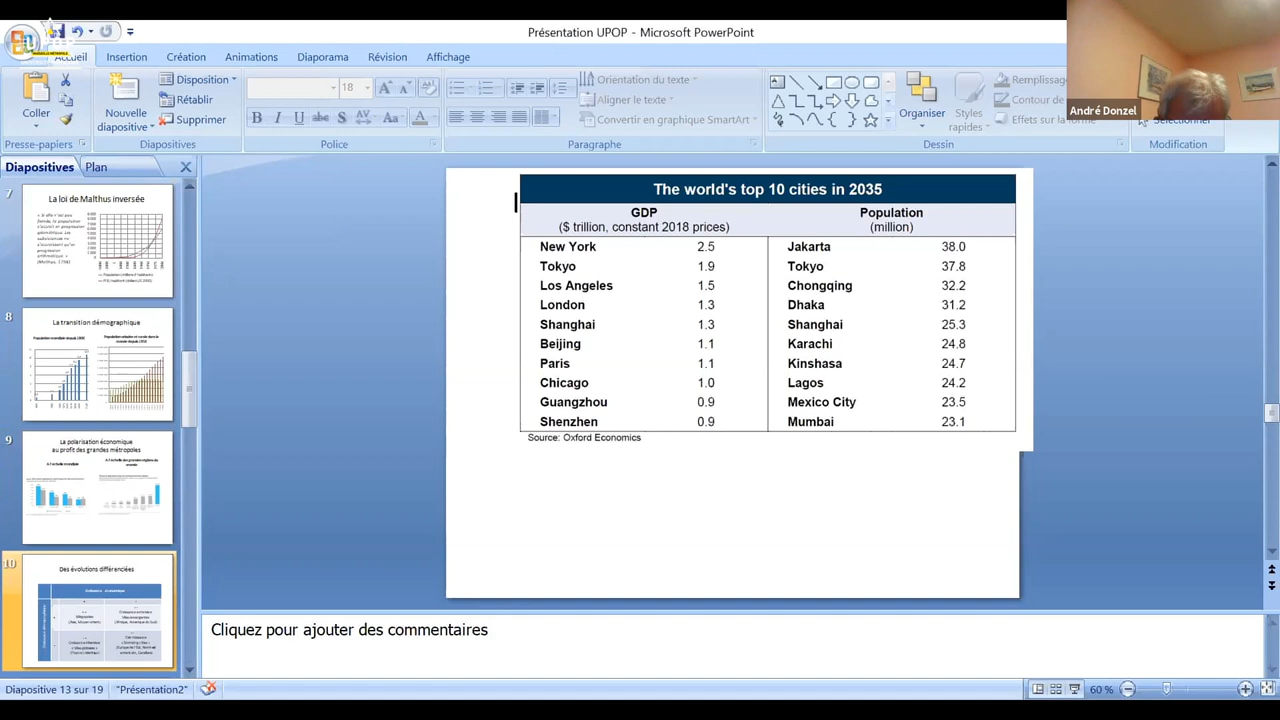 Présentation UPOP - Microsoft PowerPoint
Accueil Insertion Création Animations Diaporama Révision Affichage
André Donzel
Coller
Nouvelle diapositive
Disposition
Rétablir
Supprimer
18
Orientation du texte
Aligner le texte
Convertir en graphique SmartArt
Organiser
Styles rapides
Remplissage
Contour de
Effets sur la forme
Sélectionner
Presse-papiers Diapositives Police Paragraphe Dessin Modification
Diapositives Plan
7
La loi de Malthus inversée
8
La transition démographique
9
La polarisation économique
au profit des grandes métropoles
10
Des évolutions différenciées
The world's top 10 cities in 2035
GDP Population
($ trillion, constant 2018 prices) (million)
New York 2.5 Jakarta 38.0
Tokyo 1.9 Tokyo 37.8
Los Angeles 1.5 Chongqing 32.2
London 1.3 Dhaka 31.2
Shanghai 1.3 Shanghai 25.3
Beijing 1.1 Karachi 24.8
Paris 1.1 Kinshasa 24.7
Chicago 1.0 Lagos 24.2
Guangzhou 0.9 Mexico City 23.5
Shenzhen 0.9 Mumbai 23.1
Source: Oxford Economics
Cliquez pour ajouter des commentaires
Diapositive 13 sur 19 "Présentation2" 60 %